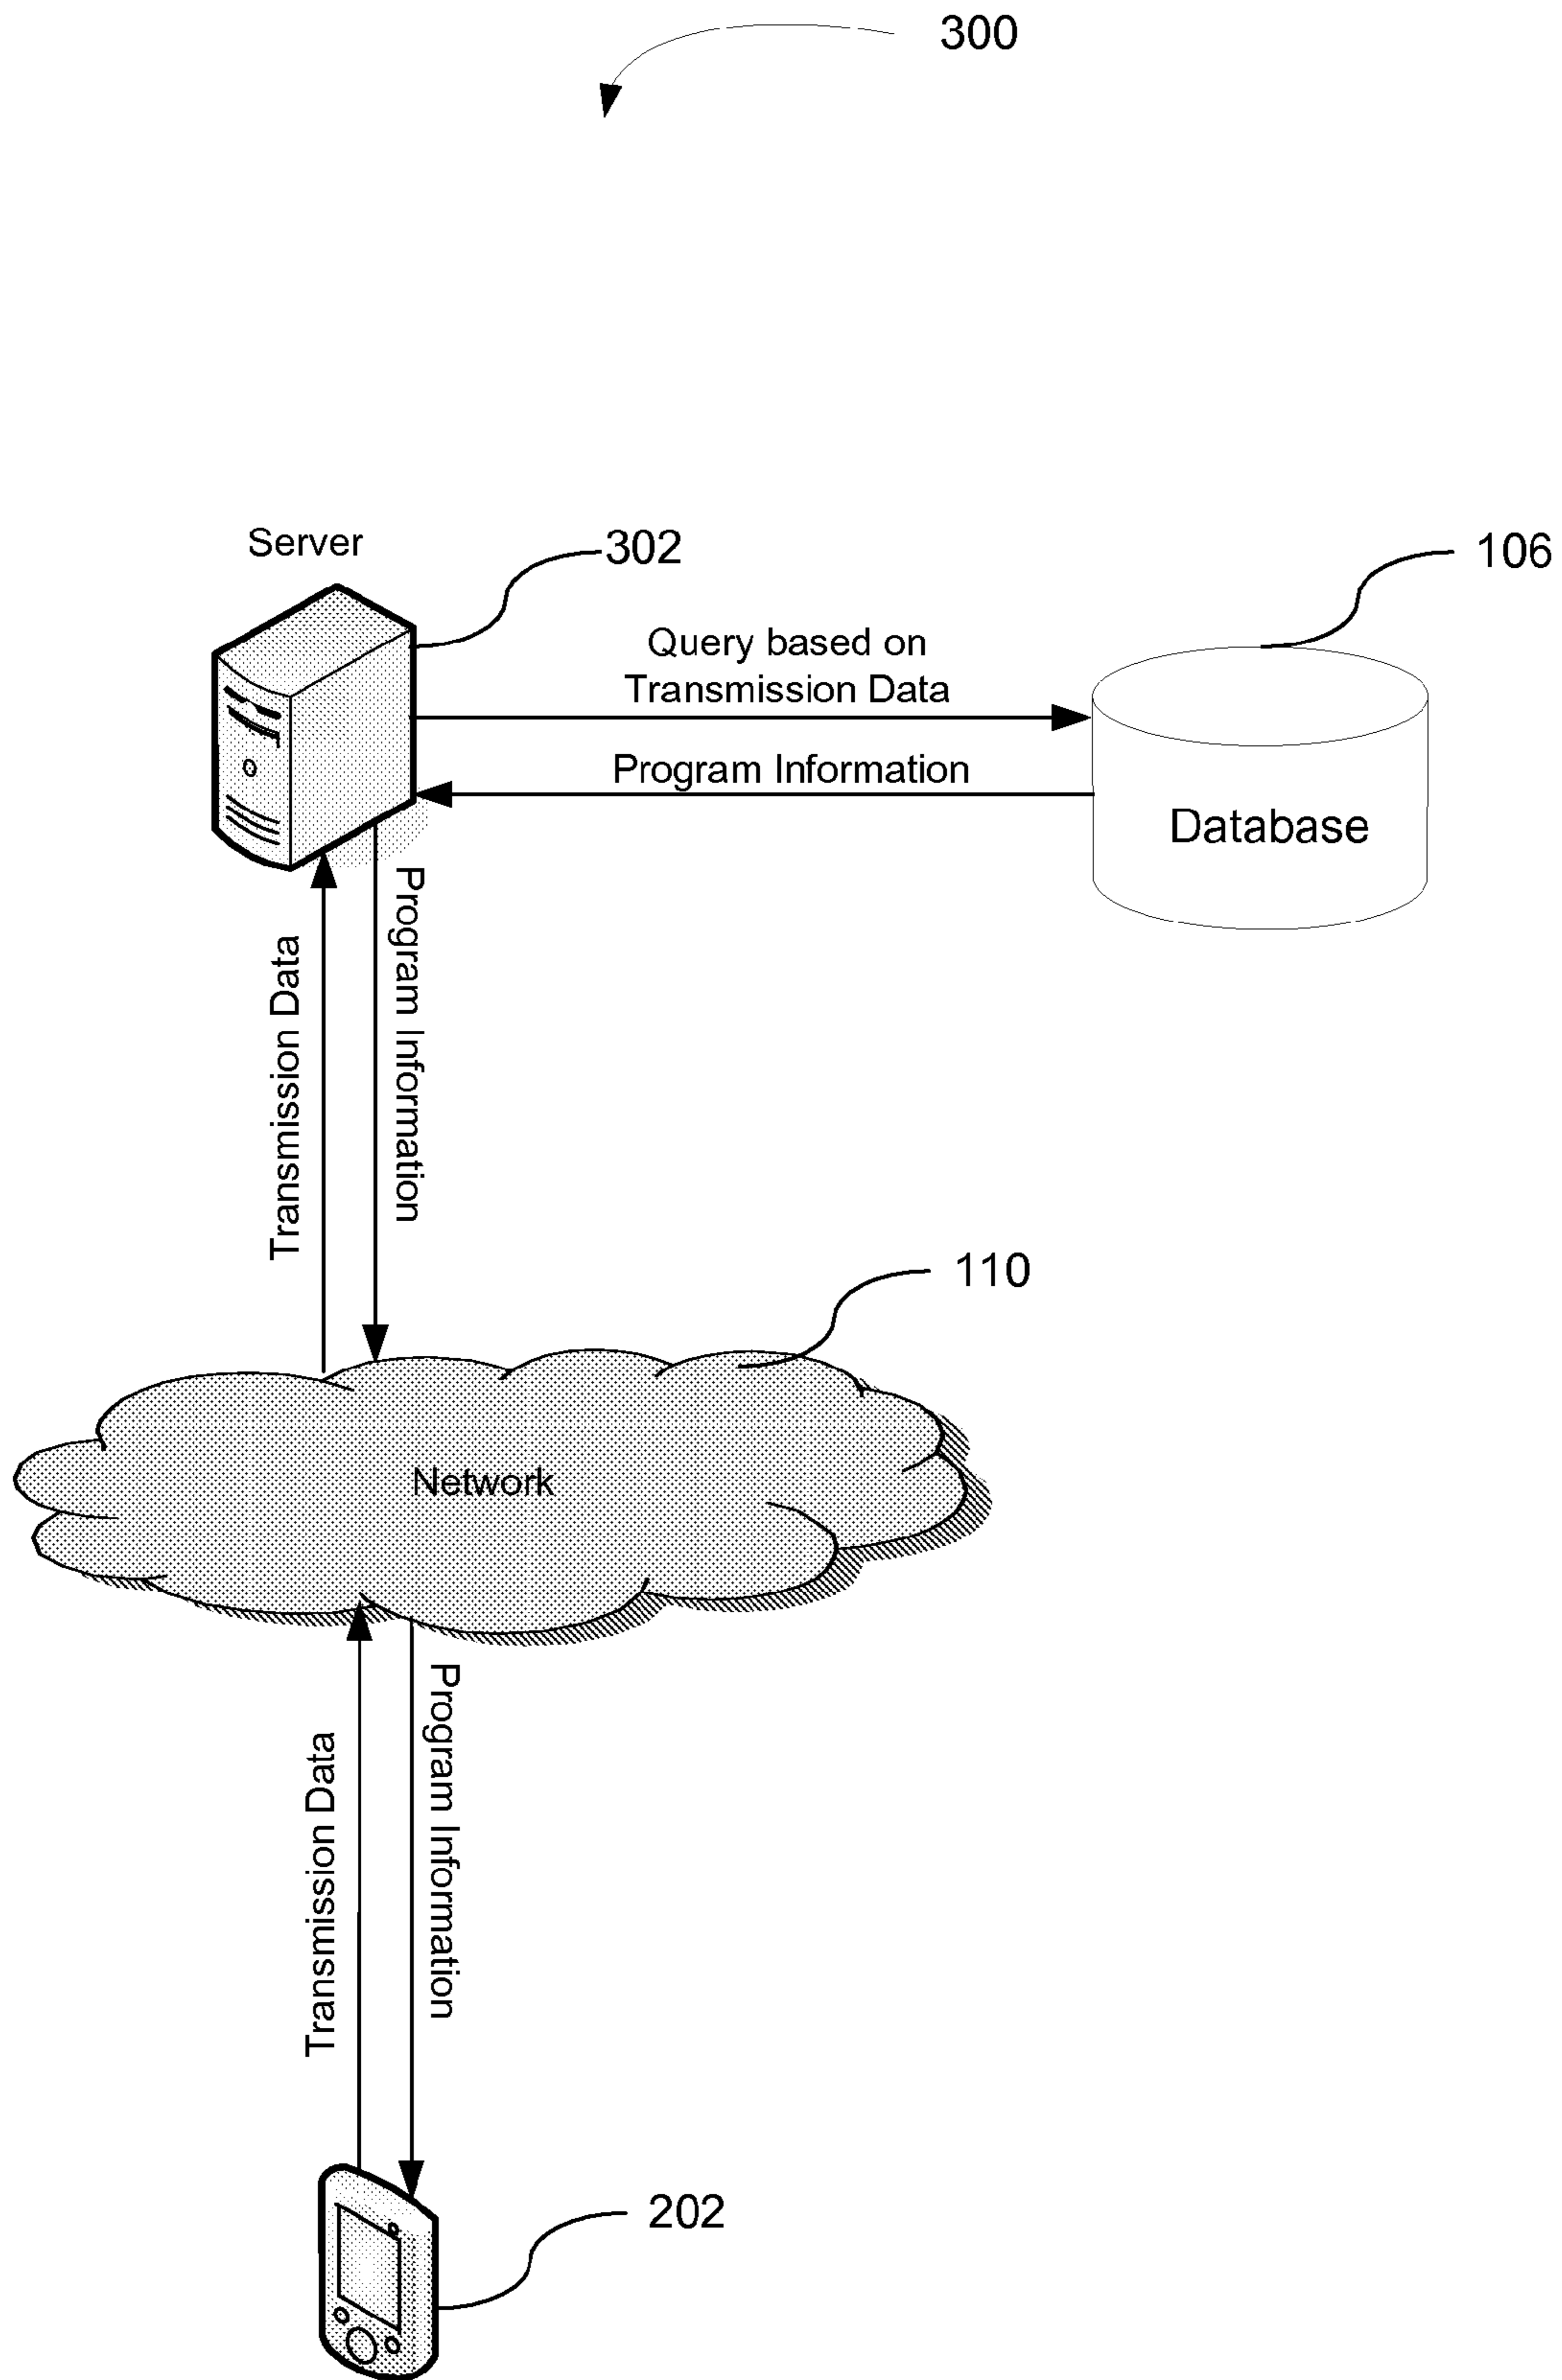 300
Server
302
106
Query based on
Transmission Data
Program Information
Database
Transmission Data
Program Information
110
Network
Transmission Data
Program Information
202